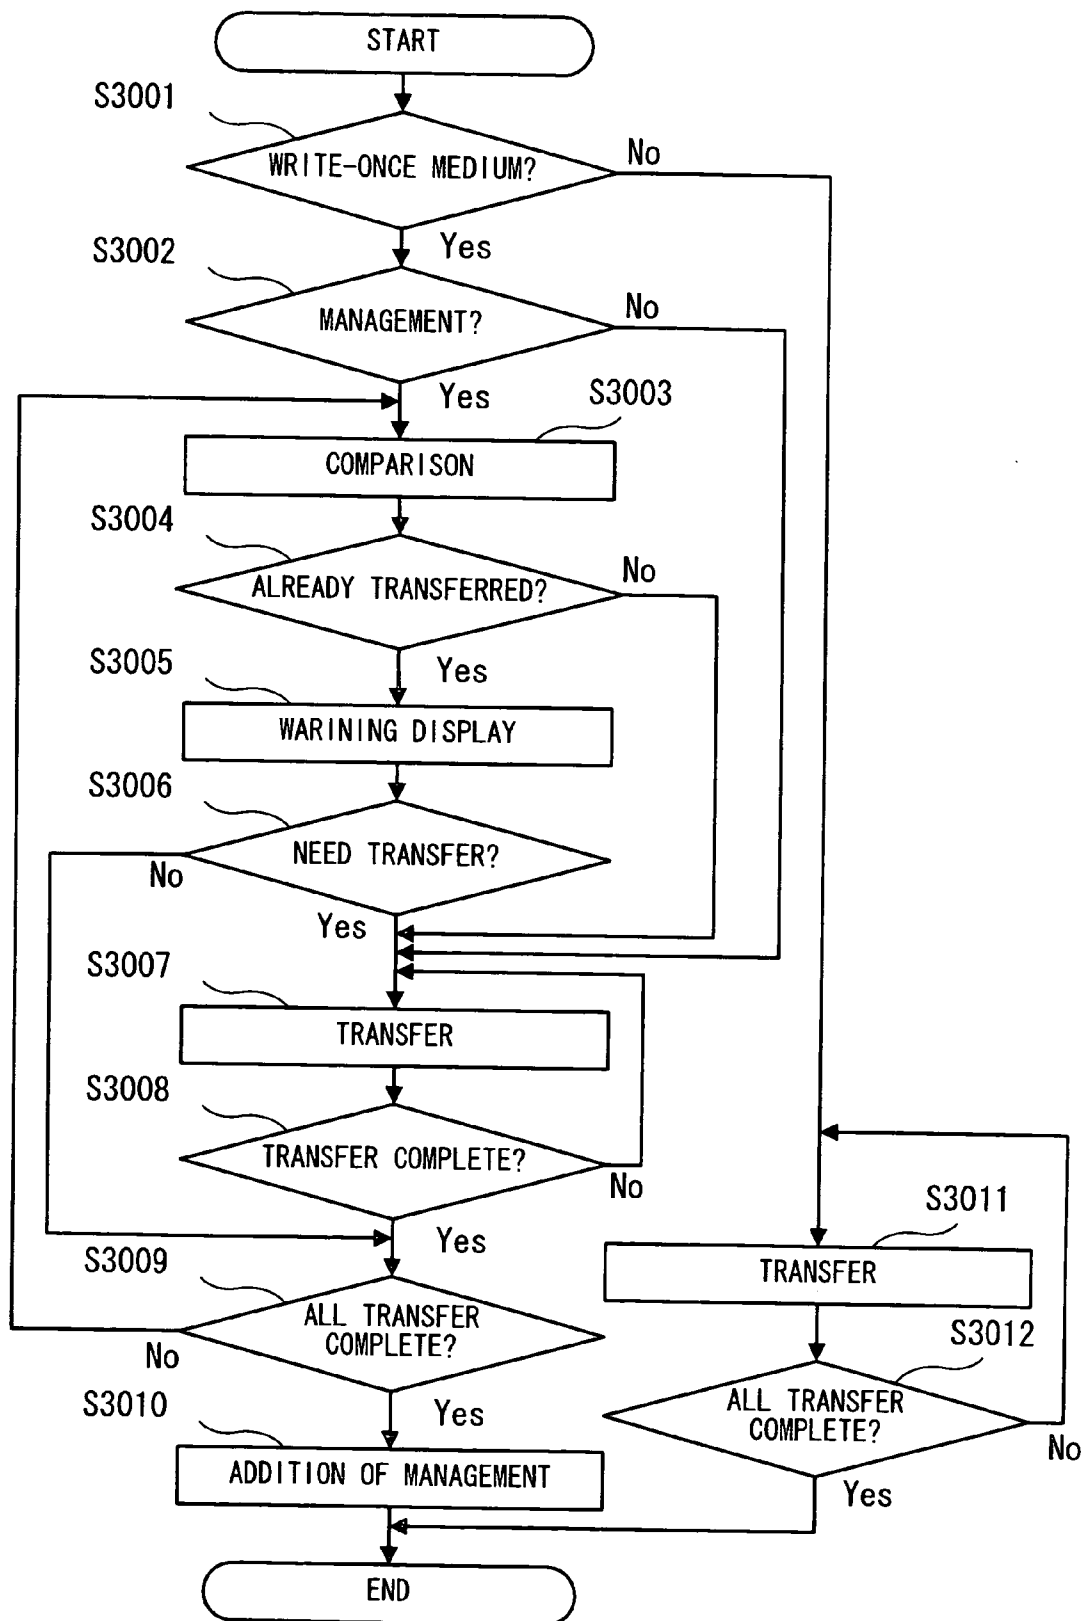 START
S3001
WRITE-ONCE MEDIUM?
No
Yes
S3002
MANAGEMENT?
No
Yes
S3003
COMPARISON
S3004
ALREADY TRANSFERRED?
No
Yes
S3005
WARINING DISPLAY
S3006
NEED TRANSFER?
No
Yes
S3007
TRANSFER
S3008
TRANSFER COMPLETE?
No
Yes
S3009
ALL TRANSFER
COMPLETE?
No
Yes
S3010
ADDITION OF MANAGEMENT
S3011
TRANSFER
S3012
ALL TRANSFER
COMPLETE?
No
Yes
END